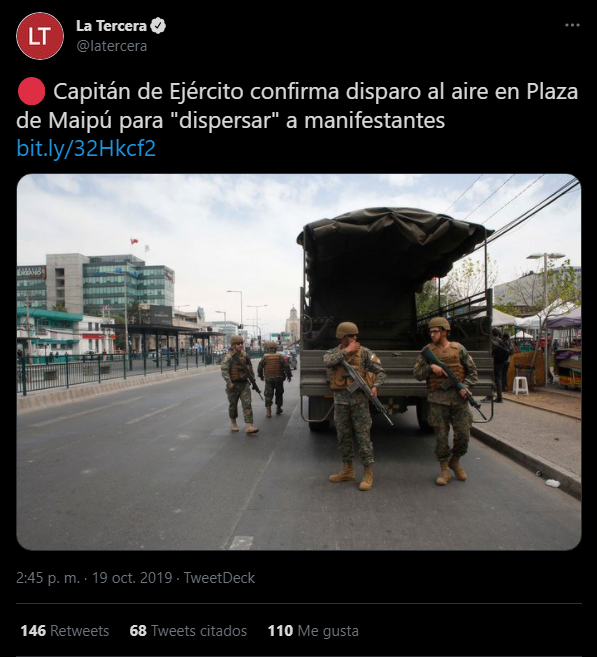 LT
La Tercera
@latercera
Capitán de Ejército confirma disparo al aire en Plaza
de Maipú para "dispersar" a manifestantes
bit.ly/32Hkcf2
2:45 p. m. · 19 oct. 2019 · TweetDeck
146 Retweets 68 Tweets citados 110 Me gusta